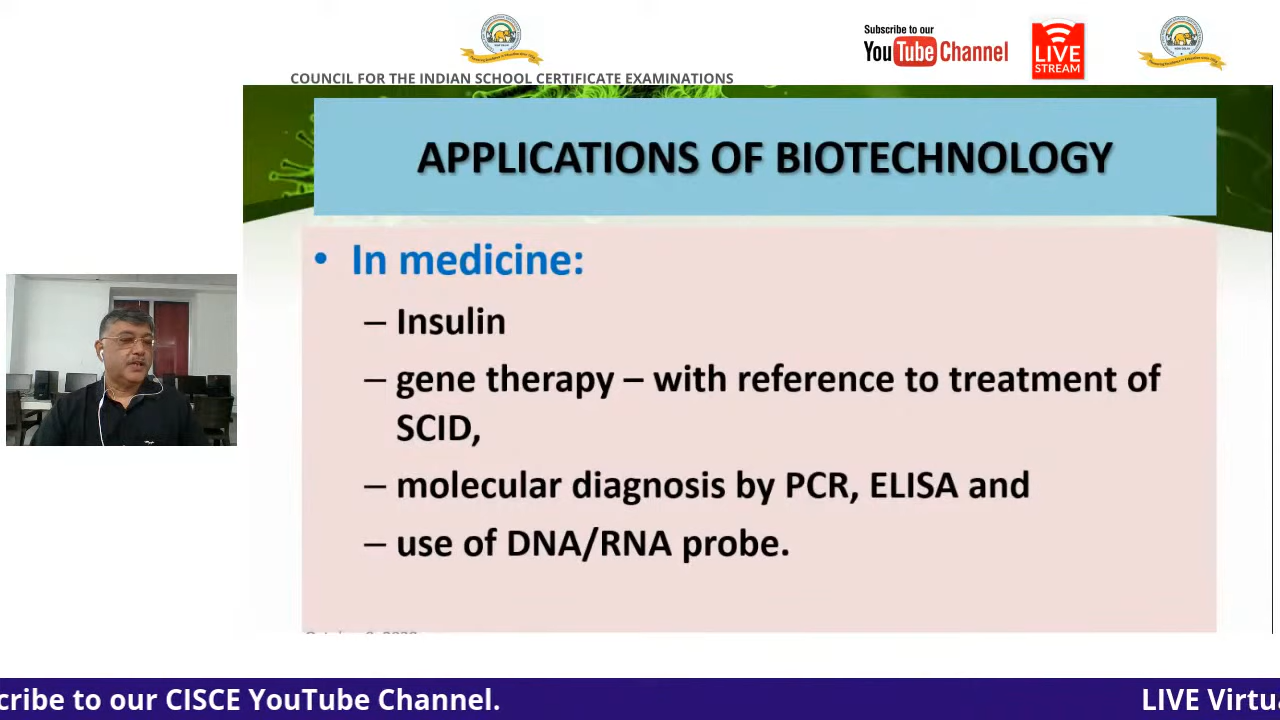 Subscribe to our
YouTube Channel
LIVE
STREAM
COUNCIL FOR THE INDIAN SCHOOL CERTIFICATE EXAMINATIONS
APPLICATIONS OF BIOTECHNOLOGY
• In medicine:
– Insulin
– gene therapy – with reference to treatment of
SCID,
– molecular diagnosis by PCR, ELISA and
– use of DNA/RNA probe.
cribe to our CISCE YouTube Channel.
LIVE Virtua